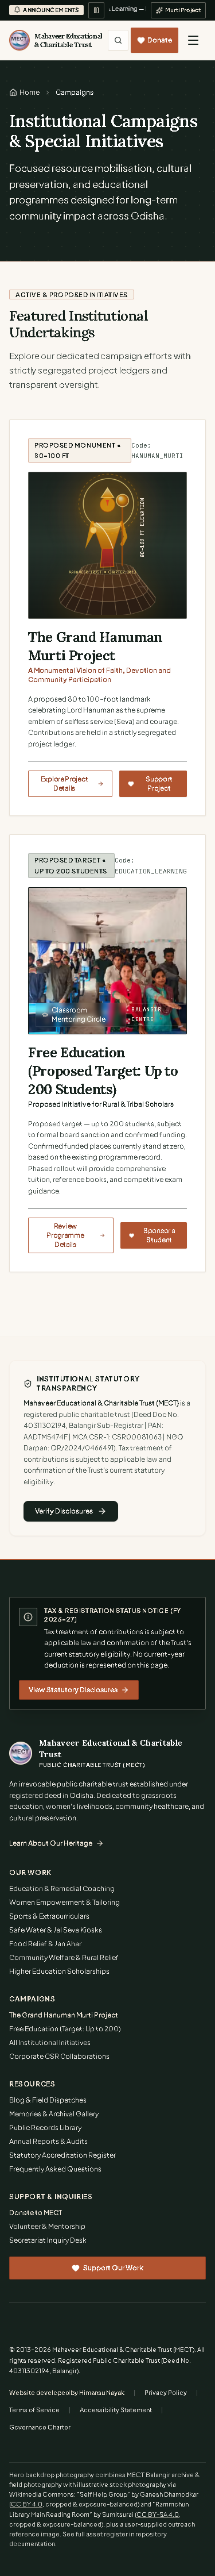 ANNOUNCEMENTS
Learning —
Murti Project
Mahaveer Educational
& Charitable Trust
Donate
Home > Campaigns
Institutional Campaigns
& Special Initiatives
Focused resource mobilisation, cultural
preservation, and educational
programmes designed for long-term
community impact across Odisha.
ACTIVE & PROPOSED INITIATIVES
Featured Institutional
Undertakings
Explore our dedicated campaign efforts with
strictly segregated project ledgers and
transparent oversight.
PROPOSED MONUMENT •
80–100 FT
Code:
HANUMAN_MURTI
80–100 FT ELEVATION
The Grand Hanuman
Murti Project
A Monumental Vision of Faith, Devotion and
Community Participation
A proposed 80 to 100-foot landmark
celebrating Lord Hanuman as the supreme
emblem of selfless service (Seva) and courage.
Contributions are held in a strictly segregated
project ledger.
Explore Project
Details
Support
Project
PROPOSED TARGET •
UP TO 200 STUDENTS
Code:
EDUCATION_LEARNING
Classroom
Mentoring Circle
BALANGIR
CENTRE
Free Education
(Proposed Target: Up to
200 Students)
Proposed Initiative for Rural & Tribal Scholars
Proposed target — up to 200 students, subject
to formal board sanction and confirmed funding.
Confirmed funded places currently stand at zero,
based on the existing programme record.
Phased rollout will provide comprehensive
tuition, reference books, and competitive exam
guidance.
Review
Programme
Details
Sponsor a
Student
INSTITUTIONAL STATUTORY
TRANSPARENCY
Mahaveer Educational & Charitable Trust (MECT) is a
registered public charitable trust (Deed Doc No.
40311302194, Balangir Sub-Registrar | PAN:
AADTM5474F | MCA CSR-1: CSR00081063 | NGO
Darpan: OR/2024/0466491). Tax treatment of
contributions is subject to applicable law and
confirmation of the Trust's current statutory
eligibility.
Verify Disclosures
TAX & REGISTRATION STATUS NOTICE (FY
2026–27)
Tax treatment of contributions is subject to
applicable law and confirmation of the Trust's
current statutory eligibility. No current-year
deduction is represented on this page.
View Statutory Disclosures
MECT
Mahaveer Educational & Charitable
Trust
PUBLIC CHARITABLE TRUST (MECT)
An irrevocable public charitable trust established under
registered deed in Odisha. Dedicated to grassroots
education, women's livelihoods, community healthcare, and
cultural preservation.
Learn About Our Heritage
OUR WORK
Education & Remedial Coaching
Women Empowerment & Tailoring
Sports & Extracurriculars
Safe Water & Jal Seva Kiosks
Food Relief & Jan Ahar
Community Welfare & Rural Relief
Higher Education Scholarships
CAMPAIGNS
The Grand Hanuman Murti Project
Free Education (Target: Up to 200)
All Institutional Initiatives
Corporate CSR Collaborations
RESOURCES
Blog & Field Dispatches
Memories & Archival Gallery
Public Records Library
Annual Reports & Audits
Statutory Accreditation Register
Frequently Asked Questions
SUPPORT & INQUIRIES
Donate to MECT
Volunteer & Mentorship
Secretariat Inquiry Desk
Support Our Work
© 2013–2026 Mahaveer Educational & Charitable Trust (MECT). All
rights reserved. Registered Public Charitable Trust (Deed No.
40311302194, Balangir).
Website developed by Himansu Nayak | Privacy Policy |
Terms of Service | Accessibility Statement |
Governance Charter
Hero backdrop photography combines MECT Balangir archive &
field photography with illustrative stock photography via
Wikimedia Commons: "Self Help Group" by Ganesh Dhamodkar
(CC BY 4.0, cropped & exposure-balanced) and "Rammohun
Library Main Reading Room" by Sumitsurai (CC BY-SA 4.0,
cropped & exposure-balanced), plus a user-supplied outreach
reference image. See full asset register in repository
documentation.